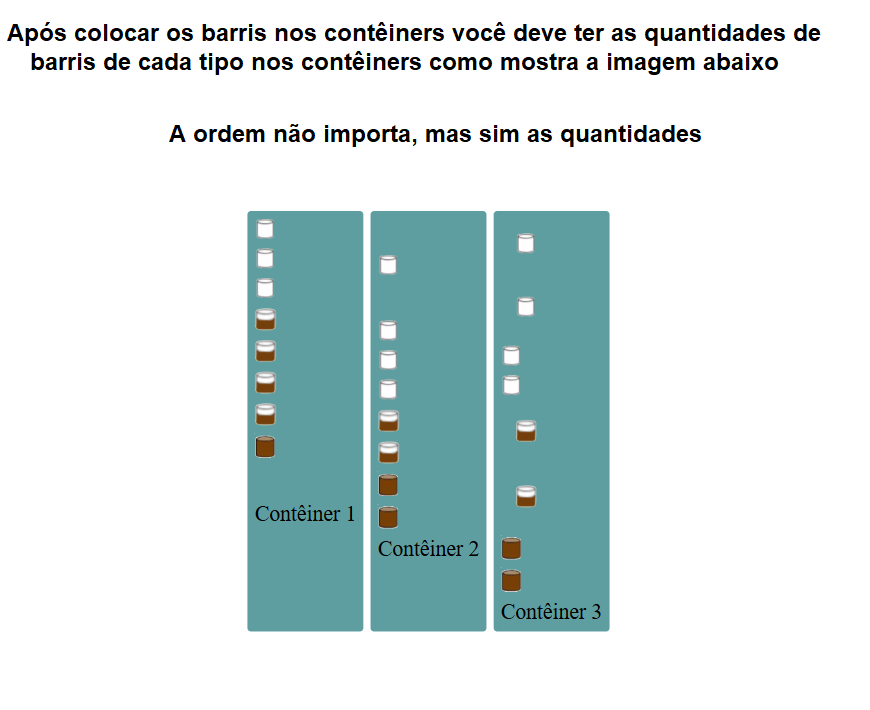 Após colocar os barris nos contêiners você deve ter as quantidades de
barris de cada tipo nos contêiners como mostra a imagem abaixo
A ordem não importa, mas sim as quantidades
Contêiner 1
Contêiner 2
Contêiner 3